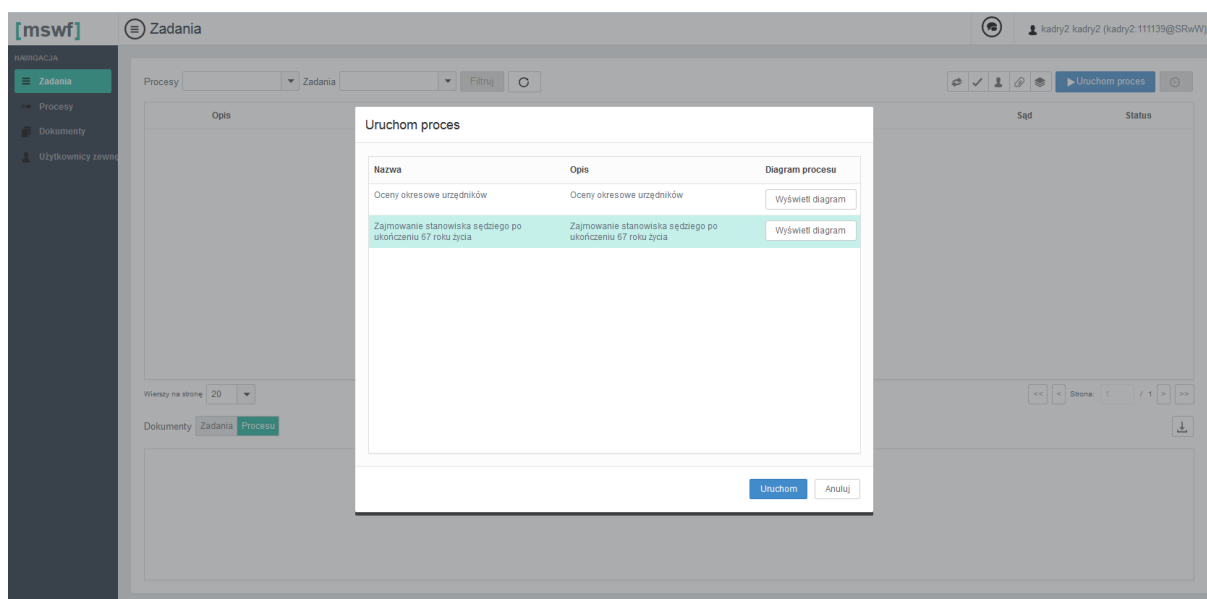 [mswf]
Zadania
kadry2 kadry2 (kadry2.111139@SRwW)
NAWIGACJA
Zadania
Procesy
Dokumenty
Użytkownicy zewnę
Procesy
Zadania
Filtruj
Uruchom proces
Opis
Sąd
Status
Uruchom proces
Nazwa
Opis
Diagram procesu
Oceny okresowe urzędników
Oceny okresowe urzędników
Wyświetl diagram
Zajmowanie stanowiska sędziego po
ukończeniu 67 roku życia
Zajmowanie stanowiska sędziego po
ukończeniu 67 roku życia
Wyświetl diagram
Wierszy na stronę
20
<< < Strona: 1 / 1 > >>
Dokumenty
Zadania
Procesu
Uruchom
Anuluj